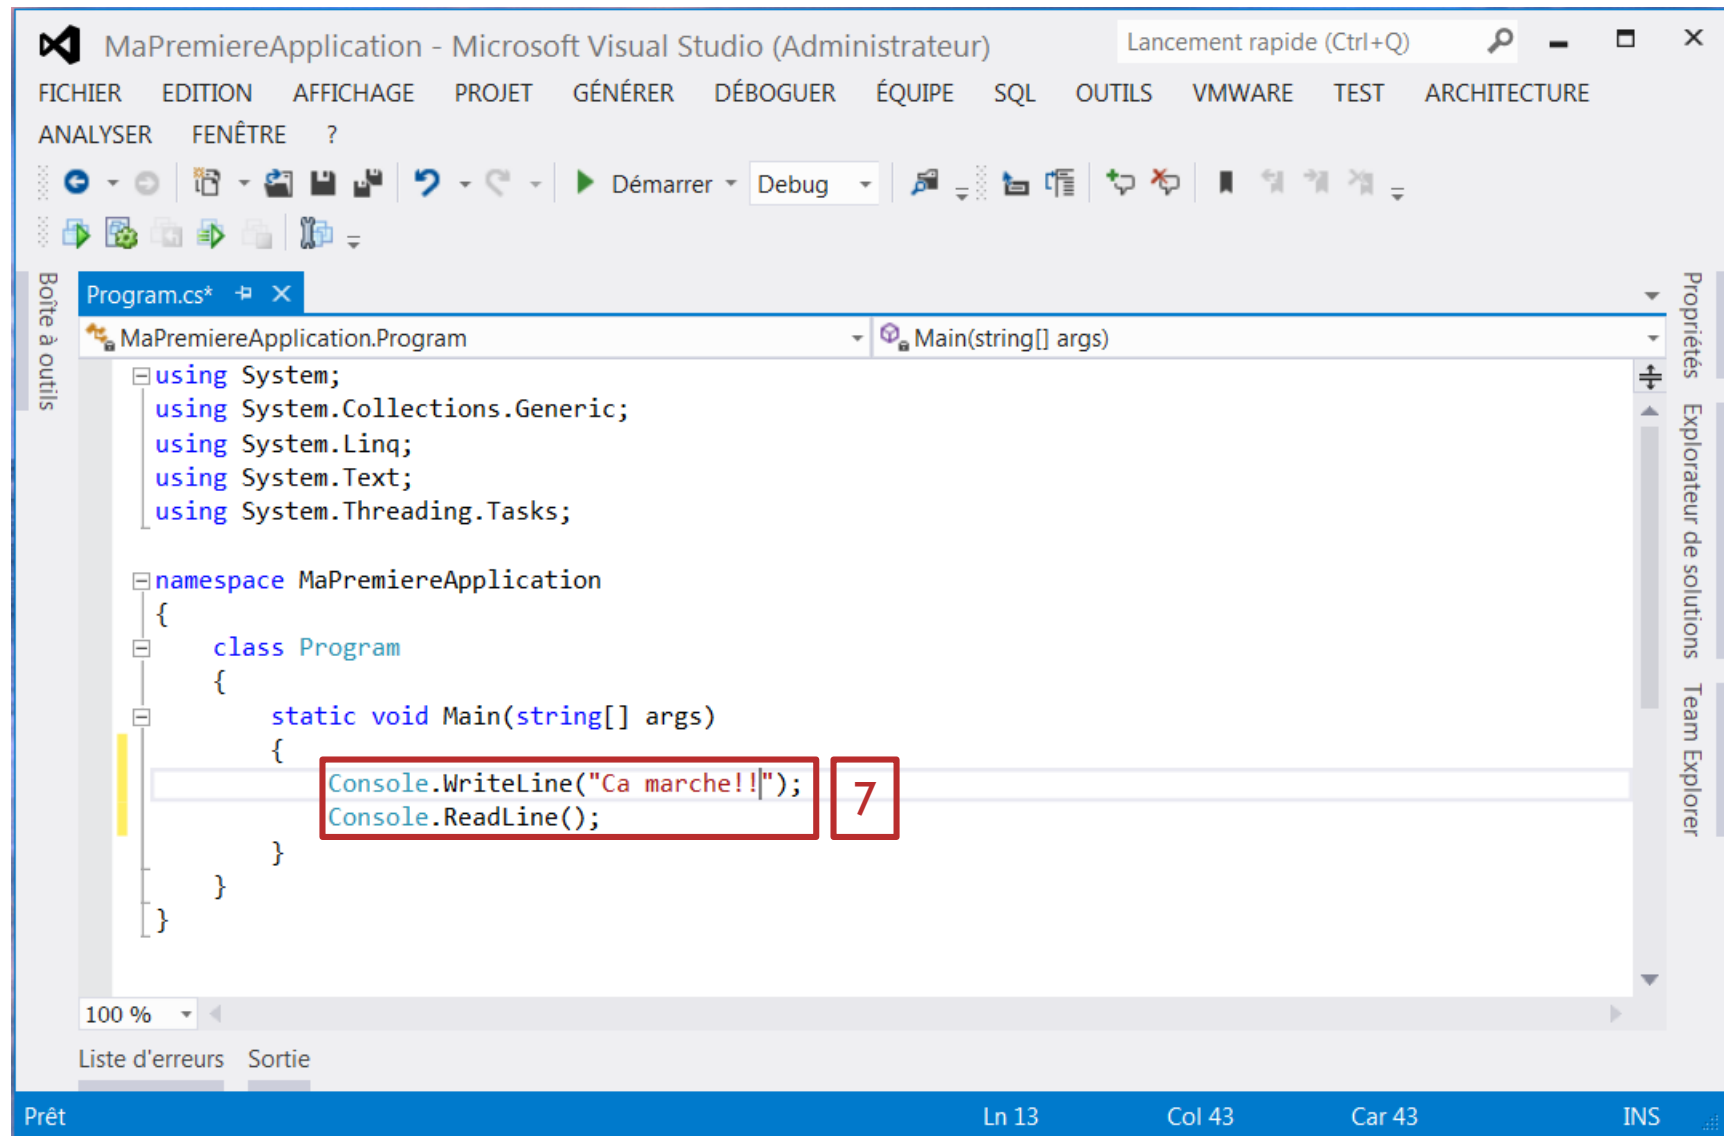 MaPremiereApplication - Microsoft Visual Studio (Administrateur)
Lancement rapide (Ctrl+Q)
FICHIER EDITION AFFICHAGE PROJET GÉNÉRER DÉBOGUER ÉQUIPE SQL OUTILS VMWARE TEST ARCHITECTURE
ANALYSER FENÊTRE ?
Démarrer Debug
Boîte à outils
Program.cs*
MaPremiereApplication.Program
Main(string[] args)
using System;
using System.Collections.Generic;
using System.Linq;
using System.Text;
using System.Threading.Tasks;
namespace MaPremiereApplication
{
class Program
{
static void Main(string[] args)
{
Console.WriteLine("Ca marche!!");
Console.ReadLine();
7
}
}
}
Propriétés
Explorateur de solutions
Team Explorer
100 %
Liste d'erreurs Sortie
Prêt Ln 13 Col 43 Car 43 INS